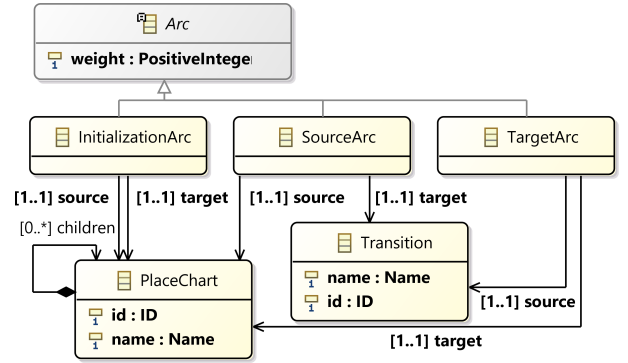 Arc
weight : PositiveInteger
InitializationArc
SourceArc
TargetArc
[1..1] source
[1..1] target
[1..1] source
[1..1] target
[0..*] children
Transition
name : Name
id : ID
PlaceChart
id : ID
name : Name
[1..1] source
[1..1] target